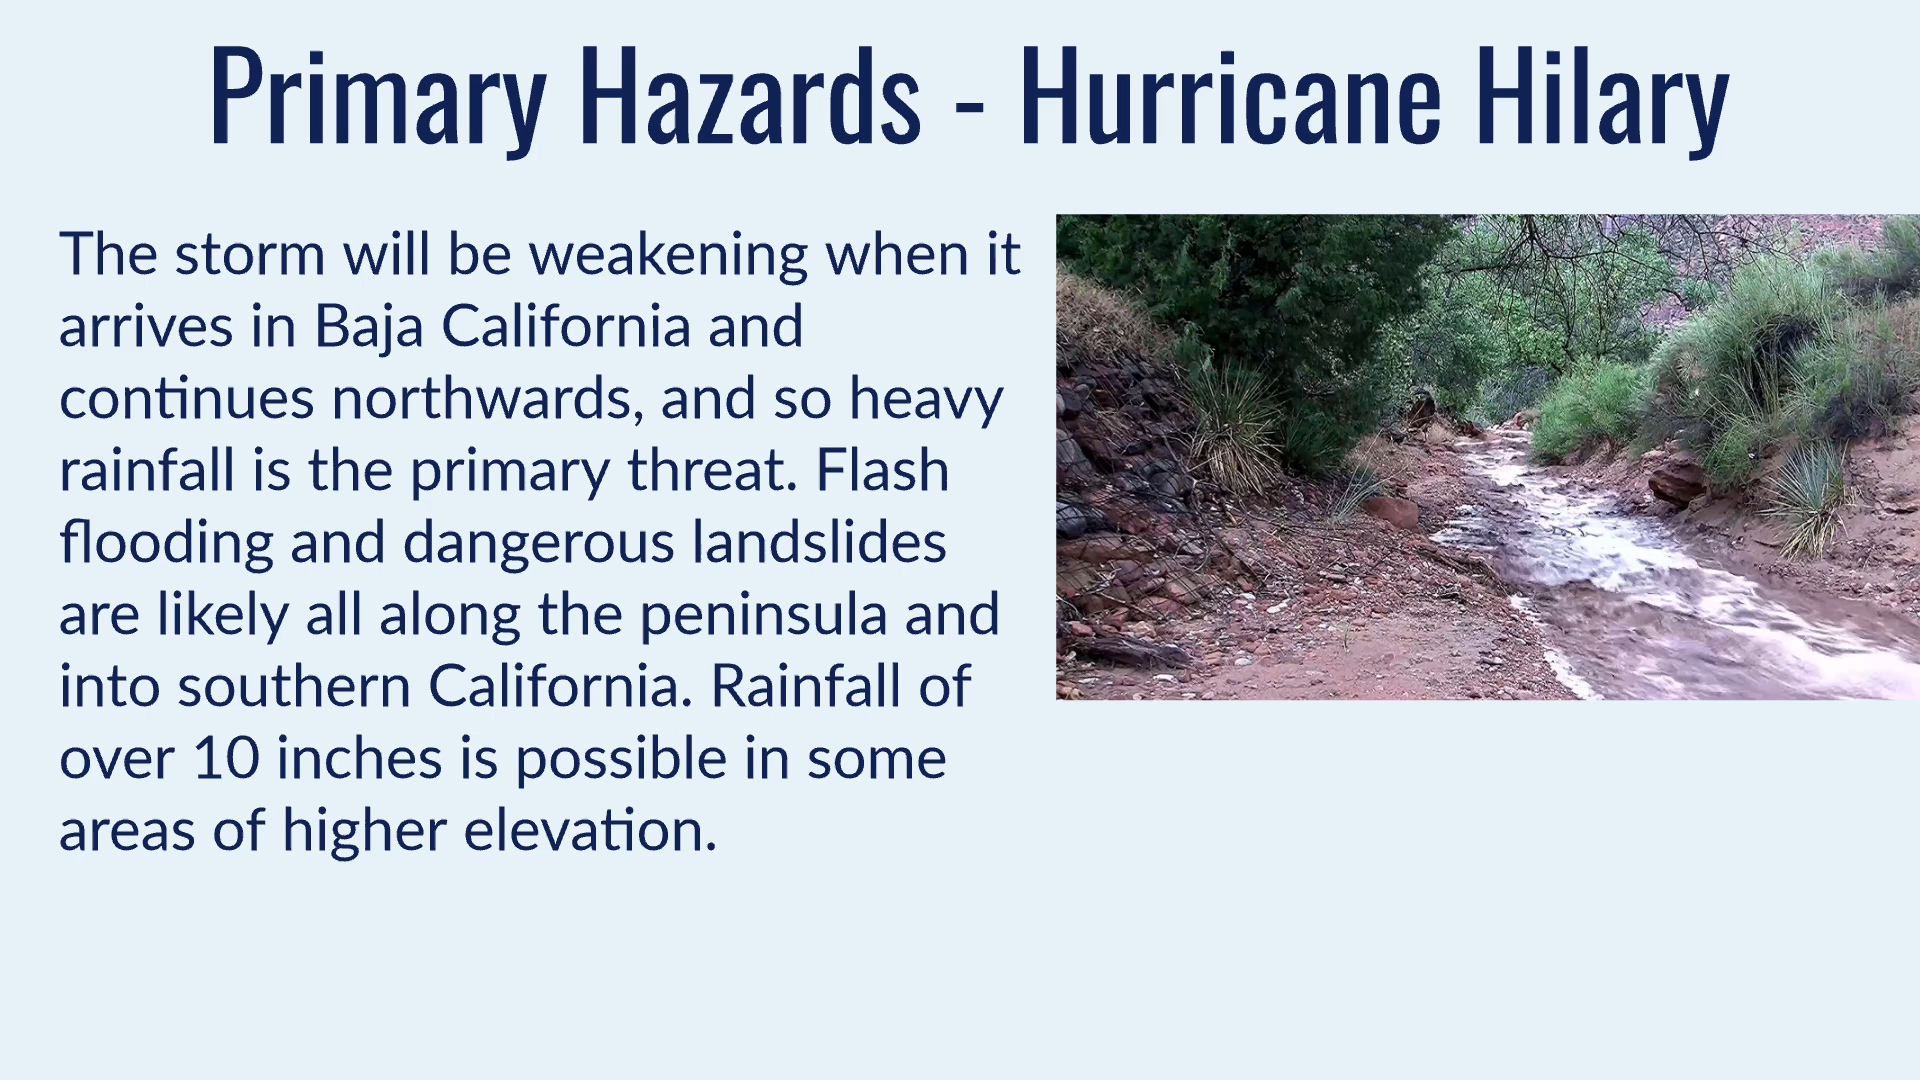 Primary Hazards - Hurricane Hilary
The storm will be weakening when it
arrives in Baja California and
continues northwards, and so heavy
rainfall is the primary threat. Flash
flooding and dangerous landslides
are likely all along the peninsula and
into southern California. Rainfall of
over 10 inches is possible in some
areas of higher elevation.